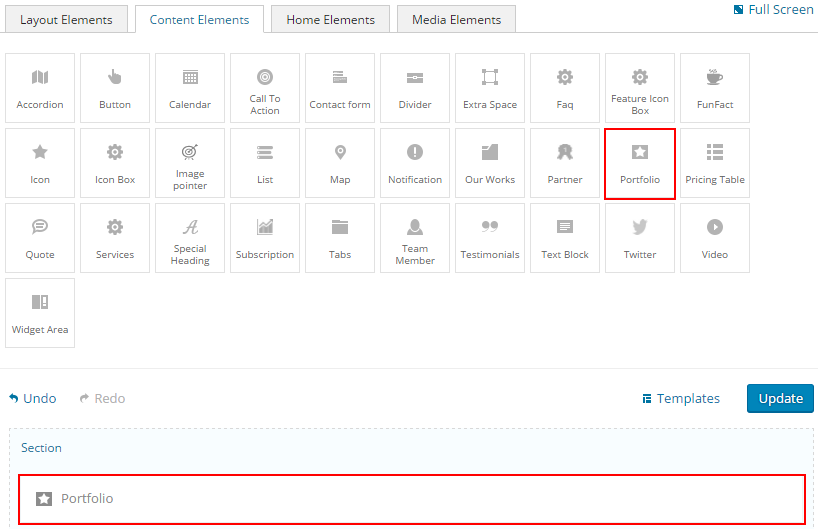 Layout Elements
Content Elements
Home Elements
Media Elements
Full Screen
Accordion
Button
Calendar
Call To
Action
Contact form
Divider
Extra Space
Faq
Feature Icon
Box
FunFact
Icon
Icon Box
Image
pointer
List
Map
Notification
Our Works
Partner
Portfolio
Pricing Table
Quote
Services
Special
Heading
Subscription
Tabs
Team
Member
Testimonials
Text Block
Twitter
Video
Widget Area
Undo
Redo
Templates
Update
Section
Portfolio